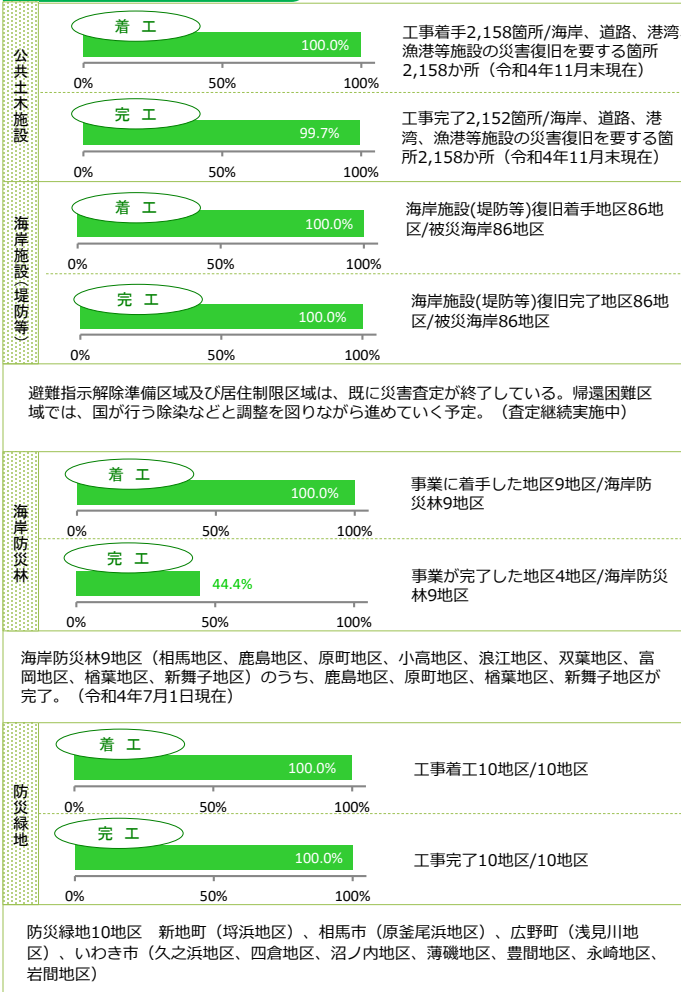 公共土木施設
着 工
100.0%
0% 50% 100%
工事着手2,158箇所/海岸、道路、港湾、
漁港等施設の災害復旧を要する箇所
2,158か所（令和4年11月末現在）
完 工
99.7%
0% 50% 100%
工事完了2,152箇所/海岸、道路、港
湾、漁港等施設の災害復旧を要する箇
所2,158か所（令和4年11月末現在）
海岸施設(堤防等)
着 工
100.0%
0% 50% 100%
海岸施設(堤防等)復旧着手地区86地
区/被災海岸86地区
完 工
100.0%
0% 50% 100%
海岸施設(堤防等)復旧完了地区86地
区/被災海岸86地区
避難指示解除準備区域及び居住制限区域は、既に災害査定が終了している。帰還困難区
域では、国が行う除染などと調整を図りながら進めていく予定。（査定継続実施中）
海岸防災林
着 工
100.0%
0% 50% 100%
事業に着手した地区9地区/海岸防
災林9地区
完 工
44.4%
0% 50% 100%
事業が完了した地区4地区/海岸防災
林9地区
海岸防災林9地区（相馬地区、鹿島地区、原町地区、小高地区、浪江地区、双葉地区、富
岡地区、楢葉地区、新舞子地区）のうち、鹿島地区、原町地区、楢葉地区、新舞子地区が
完了。（令和4年7月1日現在）
防災緑地
着 工
100.0%
0% 50% 100%
工事着工10地区/10地区
完 工
100.0%
0% 50% 100%
工事完了10地区/10地区
防災緑地10地区　新地町（埓浜地区）、相馬市（原釜尾浜地区）、広野町（浅見川地
区）、いわき市（久之浜地区、四倉地区、沼ノ内地区、薄磯地区、豊間地区、永崎地区、
岩間地区）